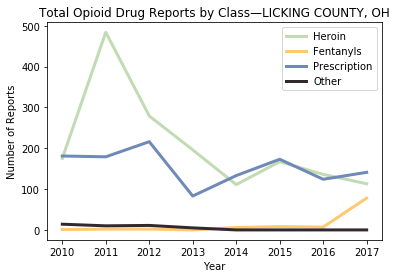 Total Opioid Drug Reports by Class—LICKING COUNTY, OH
Heroin
Fentanyls
Prescription
Other
Number of Reports
500
400
300
200
100
0
2010 2011 2012 2013 2014 2015 2016 2017
Year